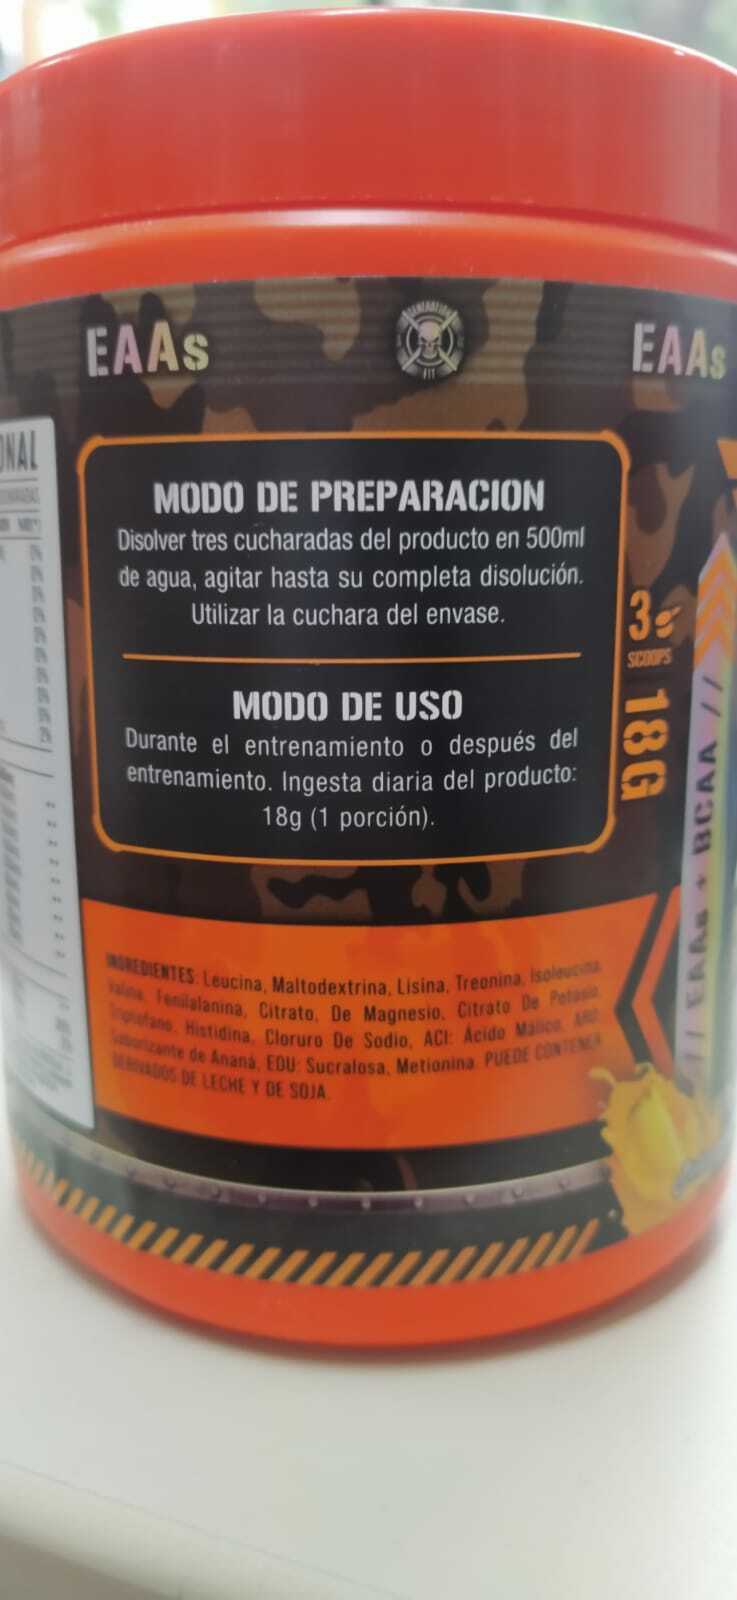 EAAs
GENERATION
FIT
EAAs
ONAL
MODO DE PREPARACION
Disolver tres cucharadas del producto en 500ml
de agua, agitar hasta su completa disolución.
Utilizar la cuchara del envase.
MODO DE USO
Durante el entrenamiento o después del
entrenamiento. Ingesta diaria del producto:
18g (1 porción).
3
SCOOPS
18G
// EAAs + BCAA //
INGREDIENTES: Leucina, Maltodextrina, Lisina, Treonina, Isoleucina,
Valina, Fenilalanina, Citrato, De Magnesio, Citrato De Potasio,
Triptofano, Histidina, Cloruro De Sodio, ACI: Ácido Málico, ARO:
Saborizante de Ananá, EDU: Sucralosa, Metionina. PUEDE CONTENER
DERIVADOS DE LECHE Y DE SOJA.